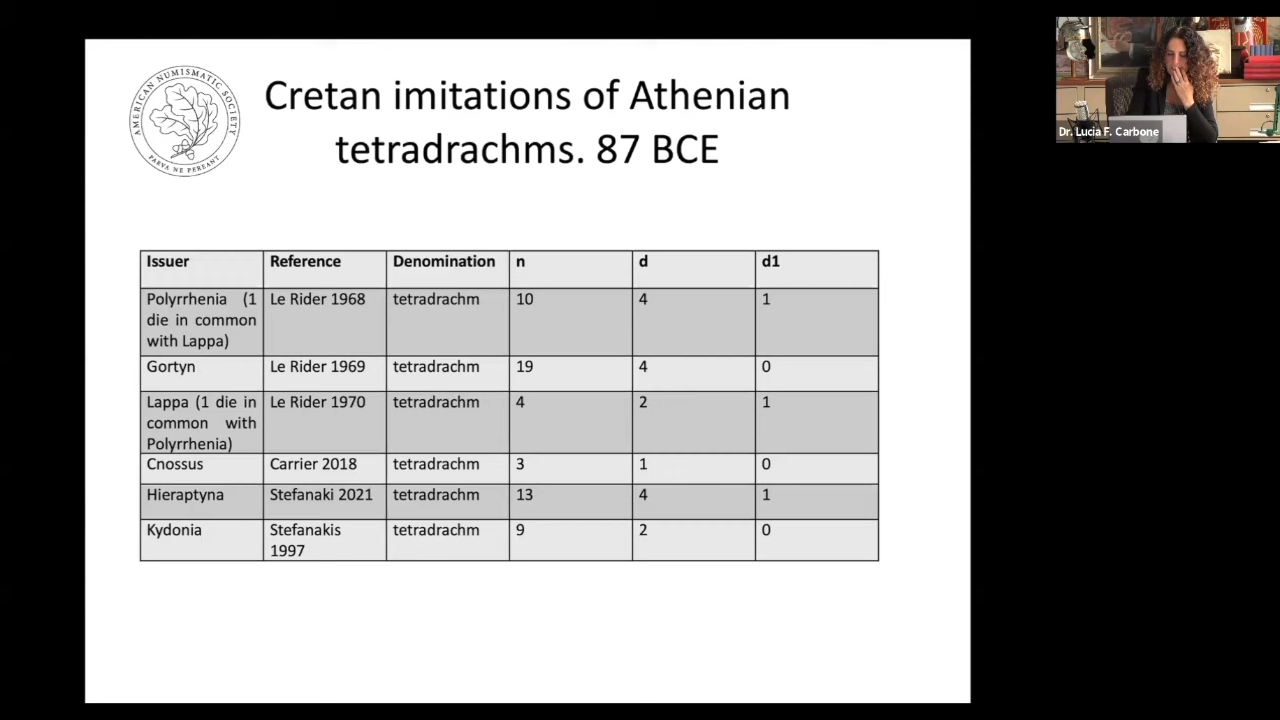 AMERICAN NUMISMATIC SOCIETY
PARVA NE PEREANT
Cretan imitations of Athenian
tetradrachms. 87 BCE
Dr. Lucia F. Carbone
Issuer Reference Denomination n d d1
Polyrrhenia (1 Le Rider 1968 tetradrachm 10 4 1
die in common
with Lappa)
Gortyn Le Rider 1969 tetradrachm 19 4 0
Lappa (1 die in Le Rider 1970 tetradrachm 4 2 1
common with
Polyrrhenia)
Cnossus Carrier 2018 tetradrachm 3 1 0
Hieraptyna Stefanaki 2021 tetradrachm 13 4 1
Kydonia Stefanakis tetradrachm 9 2 0
1997